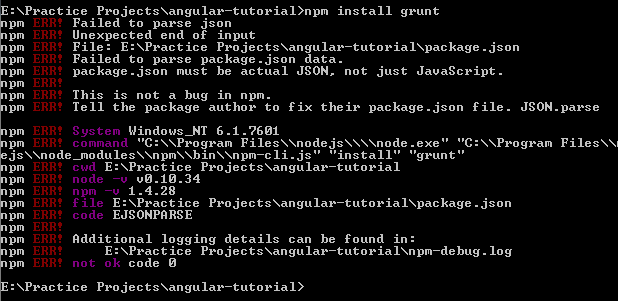 E:\Practice Projects\angular-tutorial>npm install grunt
npm ERR! Failed to parse json
npm ERR! Unexpected end of input
npm ERR! File: E:\Practice Projects\angular-tutorial\package.json
npm ERR! Failed to parse package.json data.
npm ERR! package.json must be actual JSON, not just JavaScript.
npm ERR!
npm ERR! This is not a bug in npm.
npm ERR! Tell the package author to fix their package.json file. JSON.parse
npm ERR! System Windows_NT 6.1.7601
npm ERR! command "C:\\Program Files\\nodejs\\\\node.exe" "C:\\Program Files\\n
ejs\\node_modules\\npm\\bin\\npm-cli.js" "install" "grunt"
npm ERR! cwd E:\Practice Projects\angular-tutorial
npm ERR! node -v v0.10.34
npm ERR! npm -v 1.4.28
npm ERR! file E:\Practice Projects\angular-tutorial\package.json
npm ERR! code EJSONPARSE
npm ERR!
npm ERR! Additional logging details can be found in:
npm ERR!     E:\Practice Projects\angular-tutorial\npm-debug.log
npm ERR! not ok code 0
E:\Practice Projects\angular-tutorial>